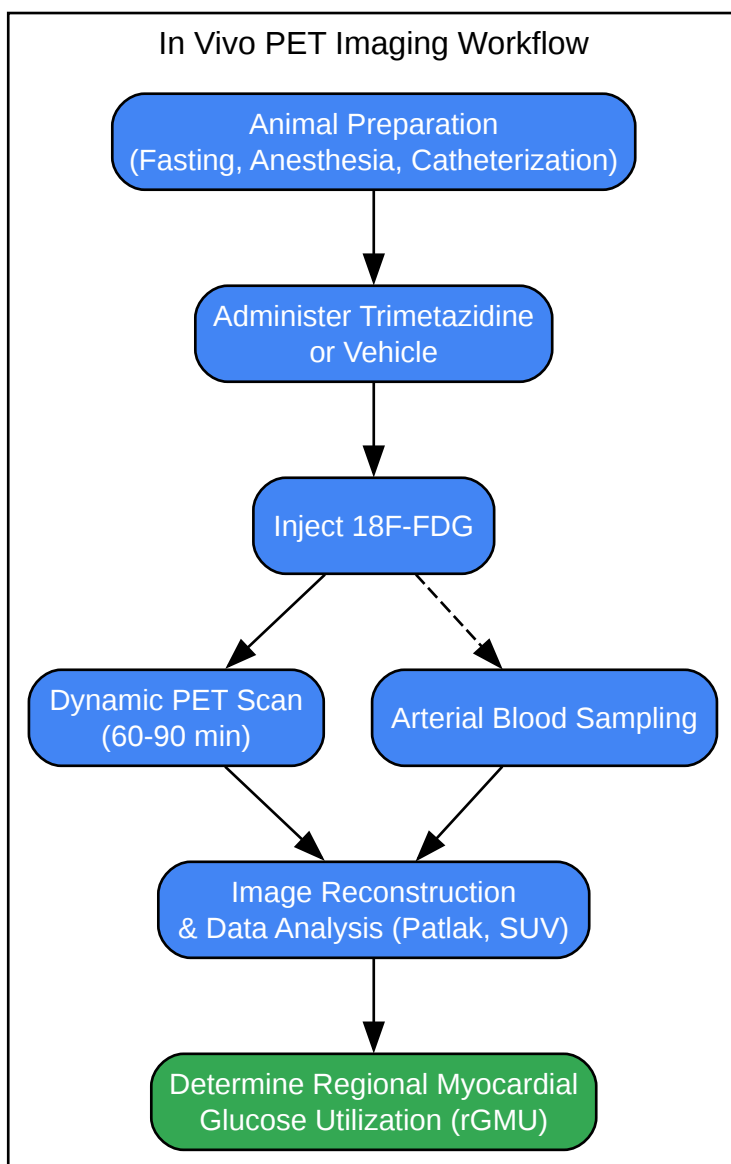 In Vivo PET Imaging Workflow
Animal Preparation
(Fasting, Anesthesia, Catheterization)
Administer Trimetazidine
or Vehicle
Inject 18F-FDG
Dynamic PET Scan
(60-90 min)
Arterial Blood Sampling
Image Reconstruction
& Data Analysis (Patlak, SUV)
Determine Regional Myocardial
Glucose Utilization (rGMU)